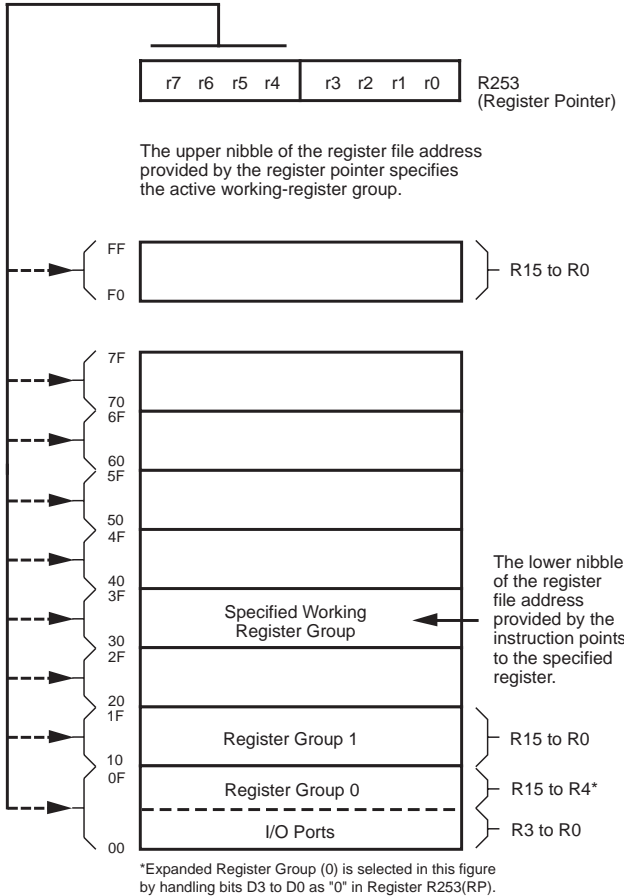 r7 r6 r5 r4 r3 r2 r1 r0
R253
(Register Pointer)
The upper nibble of the register file address
provided by the register pointer specifies
the active working-register group.
FF
F0
R15 to R0
7F
70
6F
60
5F
50
4F
40
3F
Specified Working
Register Group
30
2F
The lower nibble
of the register
file address
provided by the
instruction points
to the specified
register.
20
1F
Register Group 1
R15 to R0
10
0F
Register Group 0
R15 to R4*
I/O Ports
R3 to R0
00
*Expanded Register Group (0) is selected in this figure
by handling bits D3 to D0 as "0" in Register R253(RP).